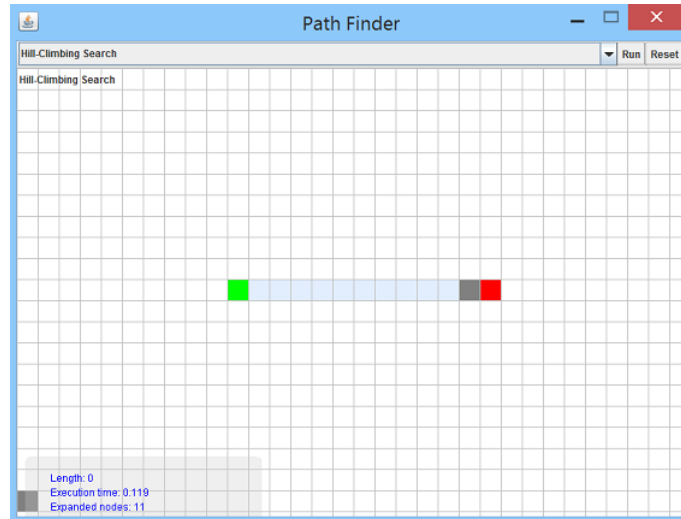 Path Finder
Hill-Climbing Search
Run Reset
Hill-Climbing Search
Length: 0
Execution time: 0.119
Expanded nodes: 11